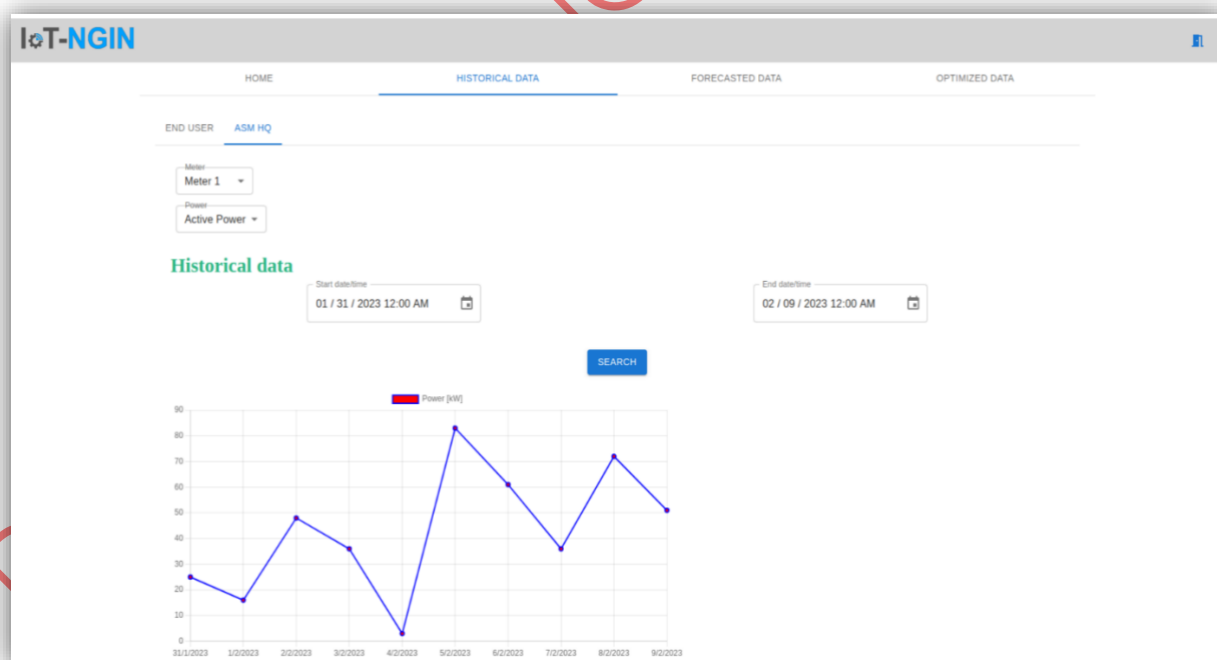 IoT-NGIN
HOME HISTORICAL DATA FORECASTED DATA OPTIMIZED DATA
END USER ASM HQ
Meter
Meter 1
Power
Active Power
Historical data
Start date/time End date/time
01 / 31 / 2023 12:00 AM 02 / 09 / 2023 12:00 AM
SEARCH
Power [kW]
90
80
70
60
50
40
30
20
10
0
31/1/2023 1/2/2023 2/2/2023 3/2/2023 4/2/2023 5/2/2023 6/2/2023 7/2/2023 8/2/2023 9/2/2023